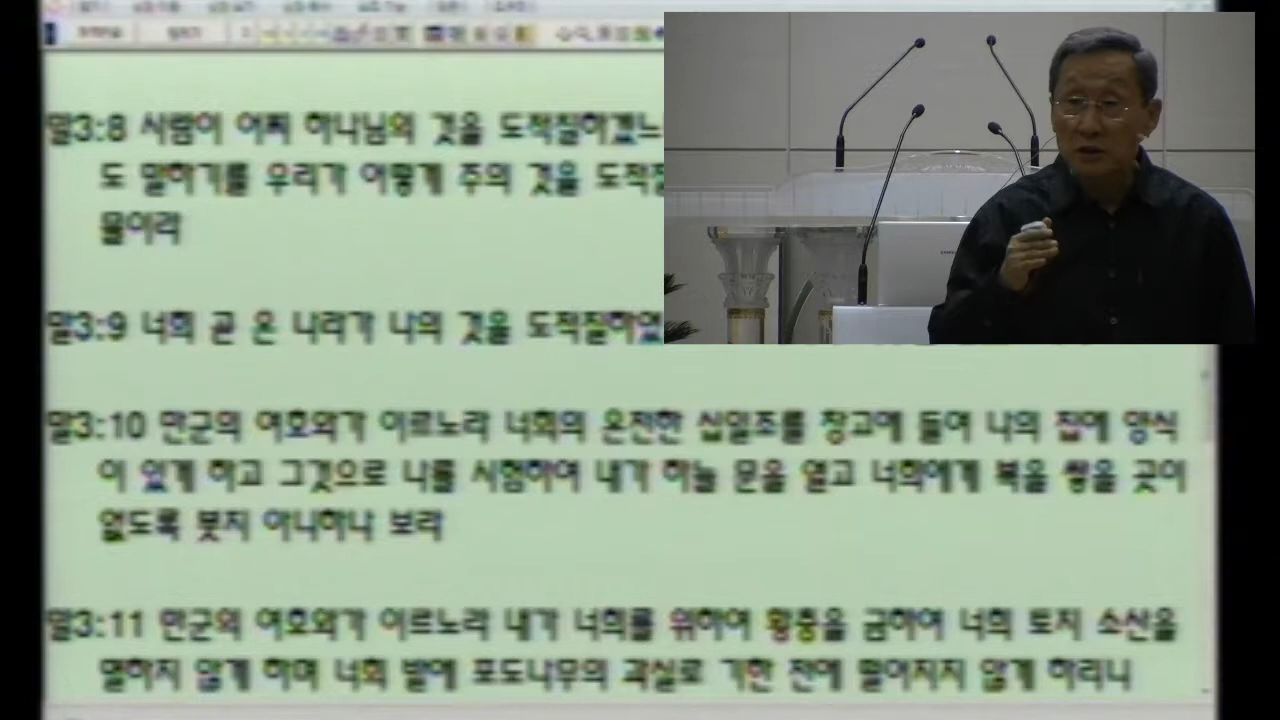 말3:8 사람이 어찌 하나님의 것을 도적질하겠느
도 말하기를 우리가 어떻게 주의 것을 도적질
물이라
말3:9 너희 곧 온 나라가 나의 것을 도적질하였
말3:10 만군의 여호와가 이르노라 너희의 온전한 십일조를 창고에 들여 나의 집에 양식
이 있게 하고 그것으로 나를 시험하여 내가 하늘 문을 열고 너희에게 복을 쌓을 곳이
없도록 붓지 아니하나 보라
말3:11 만군의 여호와가 이르노라 내가 너희를 위하여 황충을 금하여 너희 토지 소산을
멸하지 않게 하며 너희 밭에 포도나무의 과실로 기한 전에 떨어지지 않게 하리니